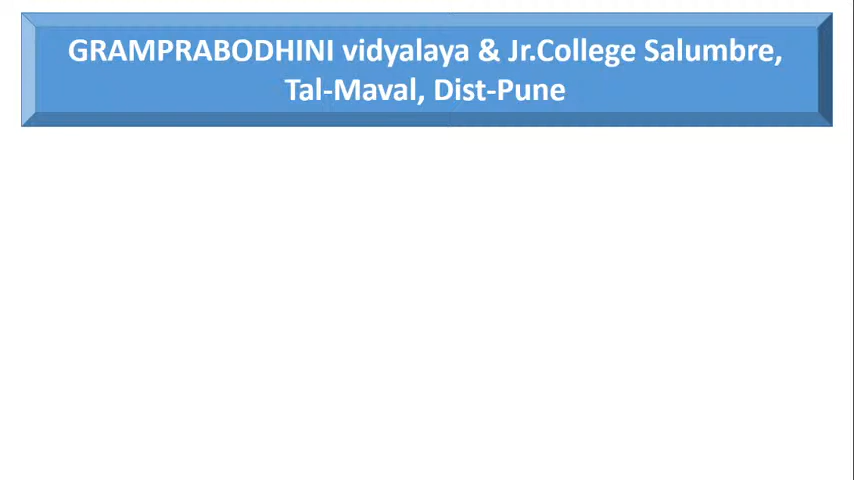 GRAMPRABODHINI vidyalaya & Jr.College Salumbre,
Tal-Maval, Dist-Pune